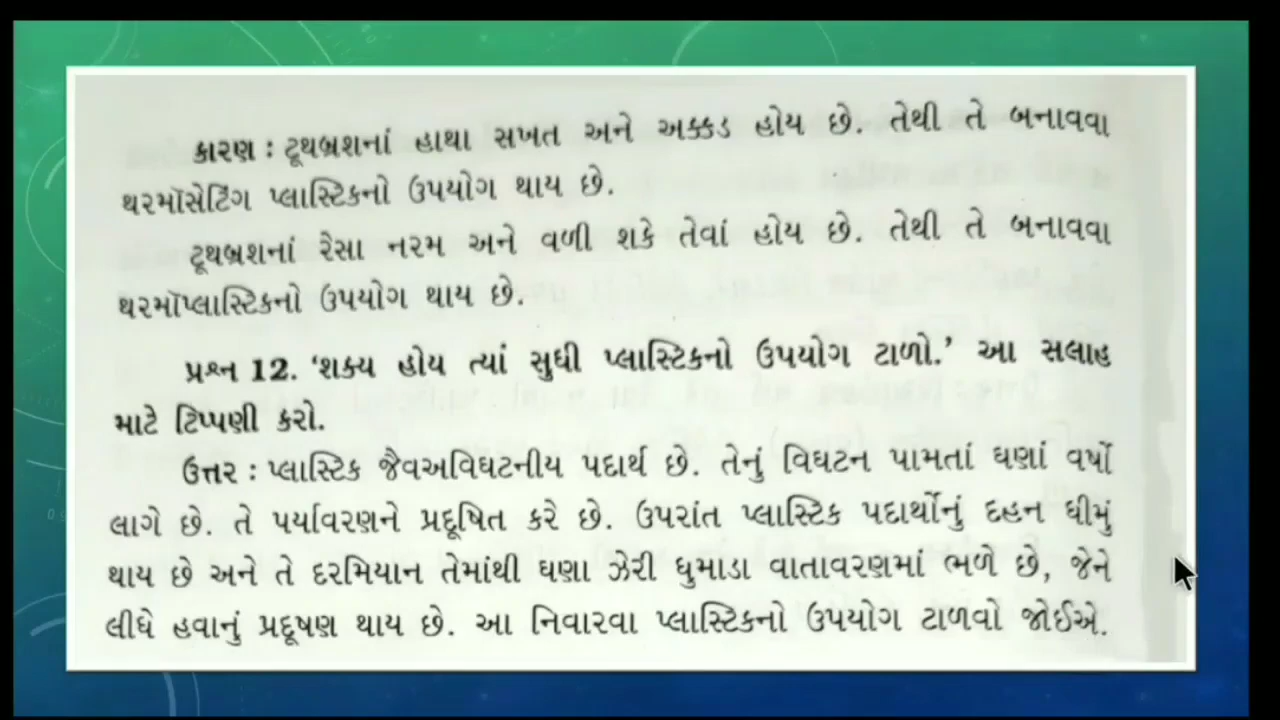 કારણ : ટૂથબ્રશનાં હાથા સખત અને અક્કડ હોય છે. તેથી તે બનાવવા
થરમૉસેટિંગ પ્લાસ્ટિકનો ઉપયોગ થાય છે.
ટૂથબ્રશનાં રેસા નરમ અને વળી શકે તેવાં હોય છે. તેથી તે બનાવવા
થરમૉપ્લાસ્ટિકનો ઉપયોગ થાય છે.
પ્રશ્ન 12. ‘શક્ય હોય ત્યાં સુધી પ્લાસ્ટિકનો ઉપયોગ ટાળો.’ આ સલાહ
માટે ટિપ્પણી કરો.
ઉત્તર : પ્લાસ્ટિક જૈવઅવિઘટનીય પદાર્થ છે. તેનું વિઘટન પામતાં ઘણાં વર્ષો
લાગે છે. તે પર્યાવરણને પ્રદૂષિત કરે છે. ઉપરાંત પ્લાસ્ટિક પદાર્થોનું દહન ધીમું
થાય છે અને તે દરમિયાન તેમાંથી ઘણા ઝેરી ધુમાડા વાતાવરણમાં ભળે છે, જેને
લીધે હવાનું પ્રદૂષણ થાય છે. આ નિવારવા પ્લાસ્ટિકનો ઉપયોગ ટાળવો જોઈએ.